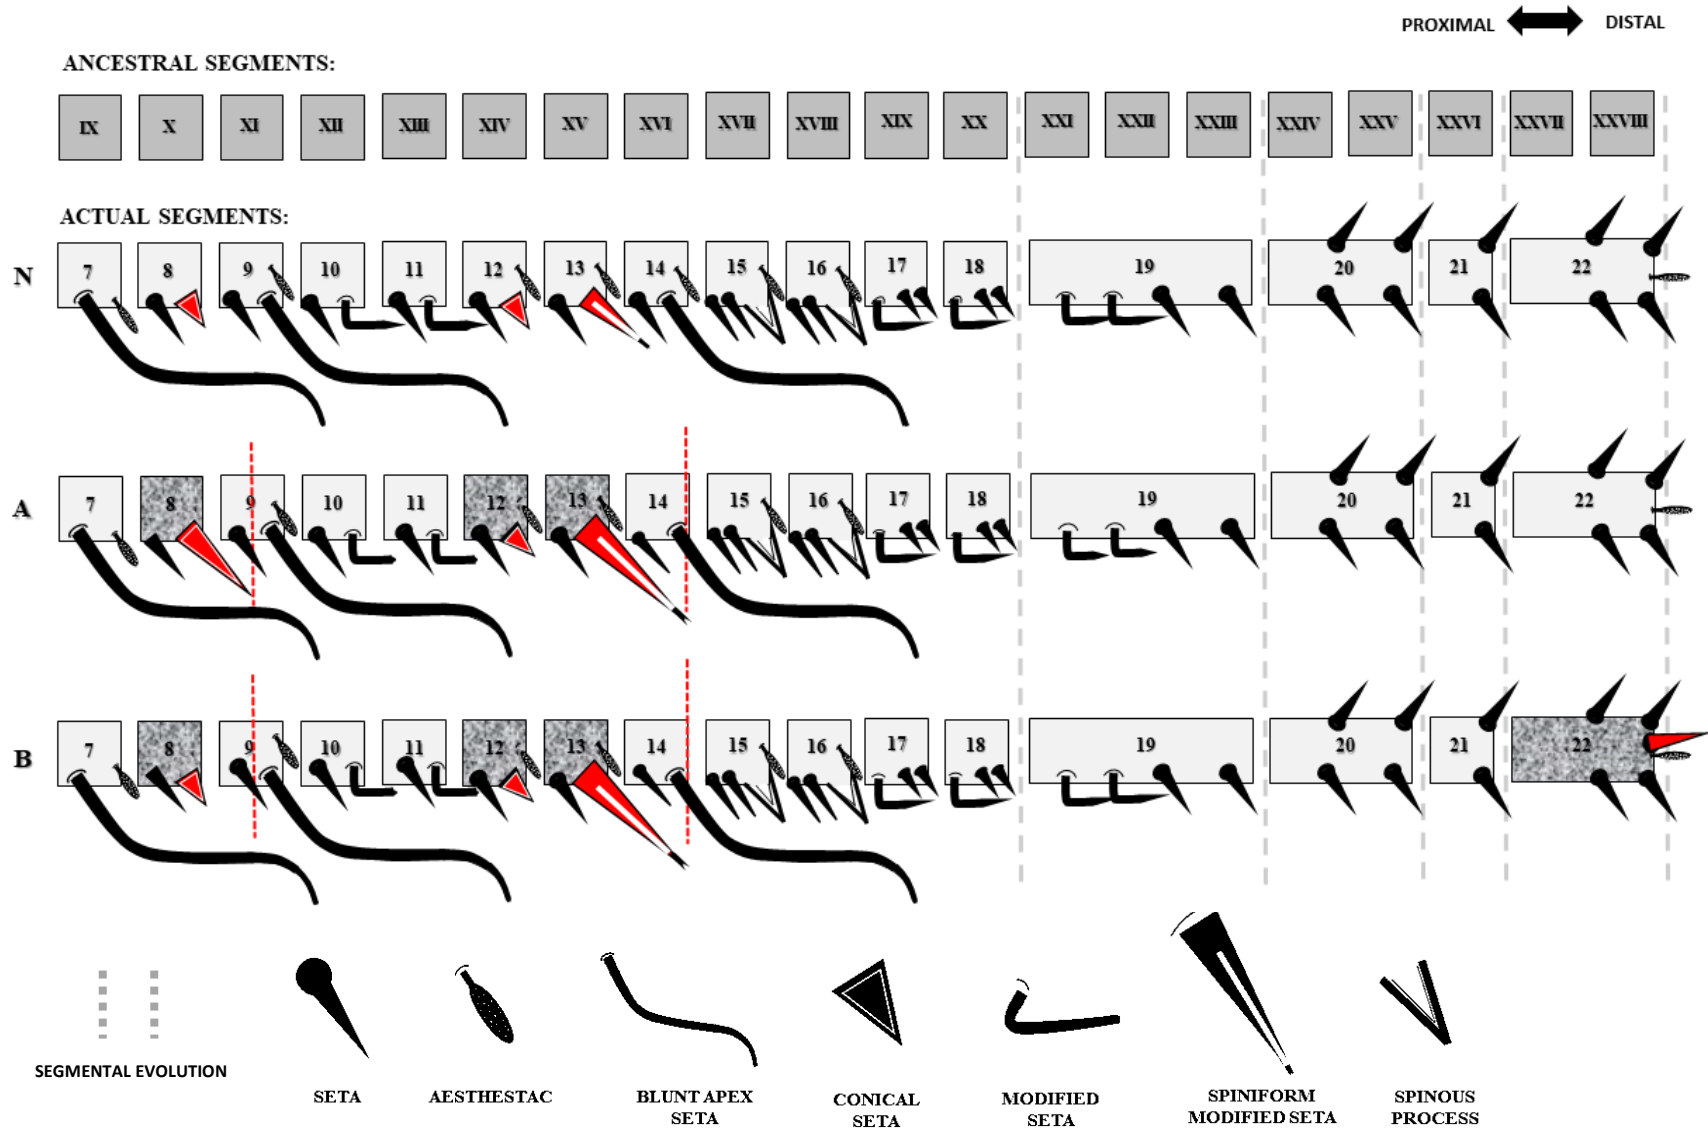 PROXIMAL DISTAL
ANCESTRAL SEGMENTS:
IX X XI XII XIII XIV XV XVI XVII XVIII XIX XX XXI XXII XXIII XXIV XXV XXVI XXVII XXVIII
ACTUAL SEGMENTS:
N 7 8 9 10 11 12 13 14 15 16 17 18 19 20 21 22
A 7 8 9 10 11 12 13 14 15 16 17 18 19 20 21 22
B 7 8 9 10 11 12 13 14 15 16 17 18 19 20 21 22
SEGMENTAL EVOLUTION
SETA
AESTHESTAC
BLUNT APEX
SETA
CONICAL
SETA
MODIFIED
SETA
SPINIFORM
MODIFIED SETA
SPINOUS
PROCESS